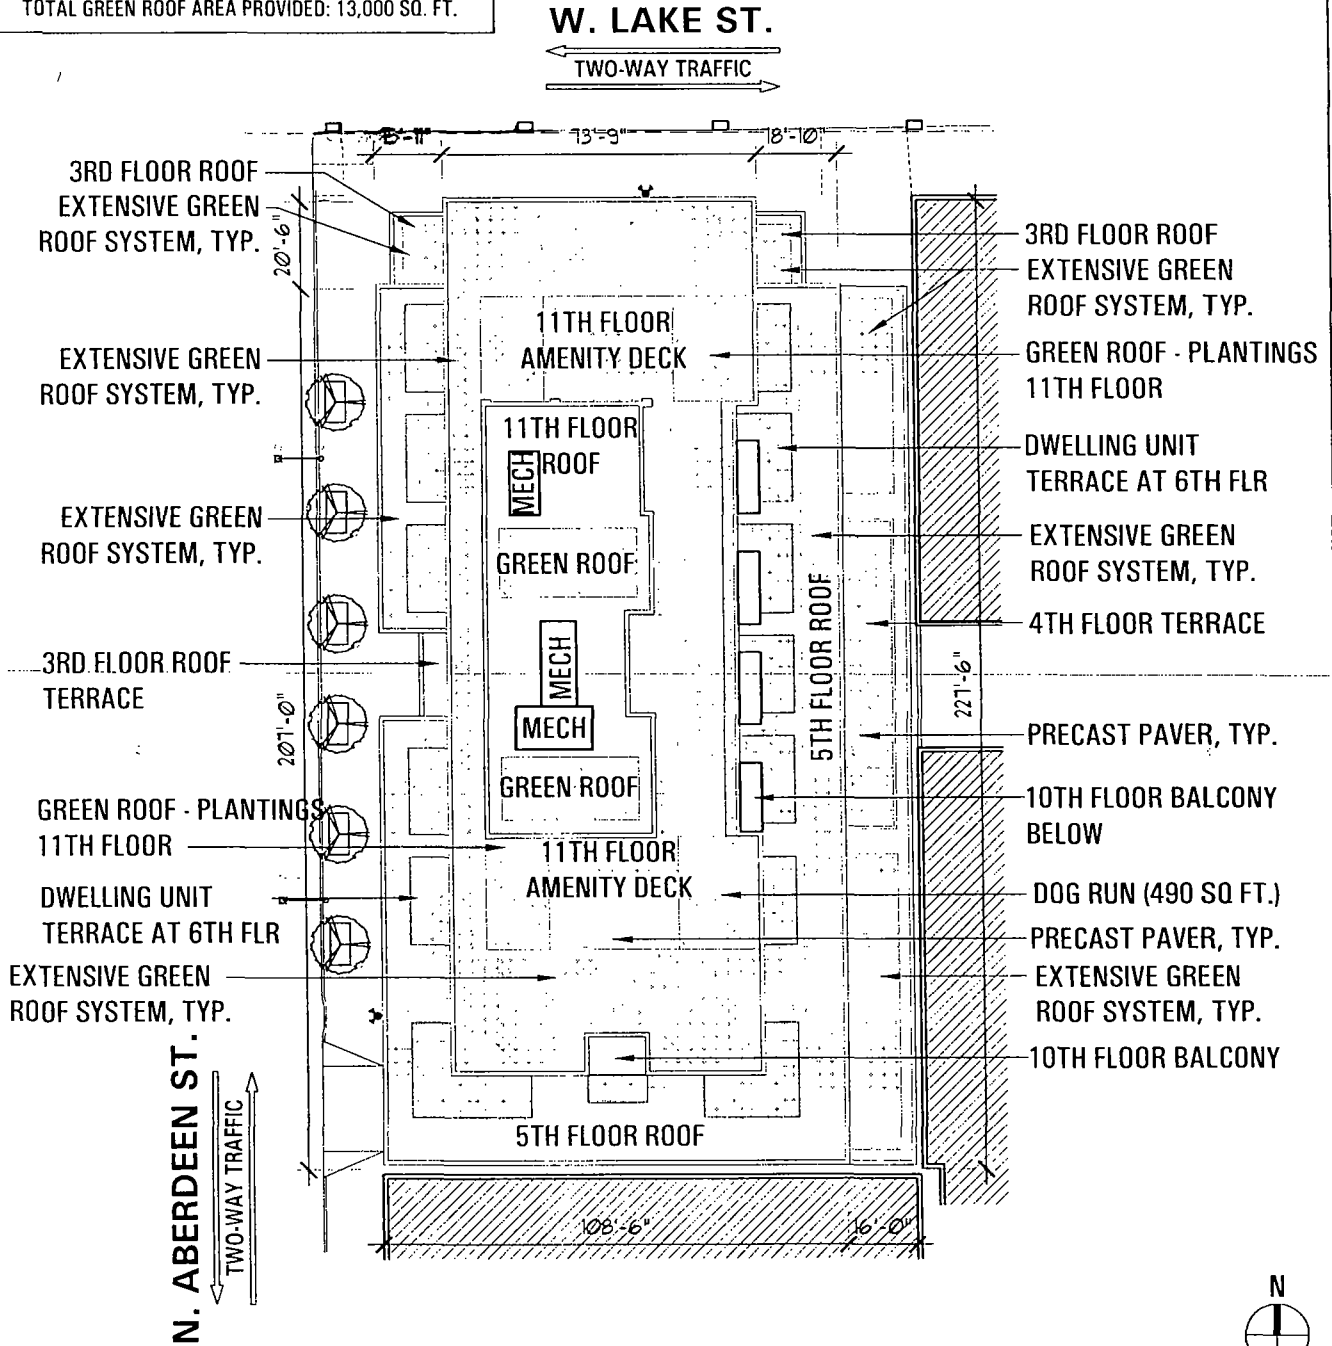 TOTAL GREEN ROOF AREA PROVIDED: 13,000 SQ. FT.
W. LAKE ST.
TWO-WAY TRAFFIC
73'-9"
18'-10"
3RD FLOOR ROOF
EXTENSIVE GREEN
ROOF SYSTEM, TYP.
20'-6"
EXTENSIVE GREEN
ROOF SYSTEM, TYP.
EXTENSIVE GREEN
ROOF SYSTEM, TYP.
3RD FLOOR ROOF
TERRACE
207'-0"
GREEN ROOF - PLANTINGS
11TH FLOOR
DWELLING UNIT
TERRACE AT 6TH FLR
EXTENSIVE GREEN
ROOF SYSTEM, TYP.
N. ABERDEEN ST.
TWO-WAY TRAFFIC
11TH FLOOR
AMENITY DECK
11TH FLOOR
ROOF
MECH
GREEN ROOF
MECH
MECH
GREEN ROOF
11TH FLOOR
AMENITY DECK
5TH FLOOR ROOF
5TH FLOOR ROOF
3RD FLOOR ROOF
EXTENSIVE GREEN
ROOF SYSTEM, TYP.
GREEN ROOF - PLANTINGS
11TH FLOOR
DWELLING UNIT
TERRACE AT 6TH FLR
EXTENSIVE GREEN
ROOF SYSTEM, TYP.
4TH FLOOR TERRACE
227'-6"
PRECAST PAVER, TYP.
10TH FLOOR BALCONY
BELOW
DOG RUN (490 SQ FT.)
PRECAST PAVER, TYP.
EXTENSIVE GREEN
ROOF SYSTEM, TYP.
10TH FLOOR BALCONY
108'-6"
16'-0"
N